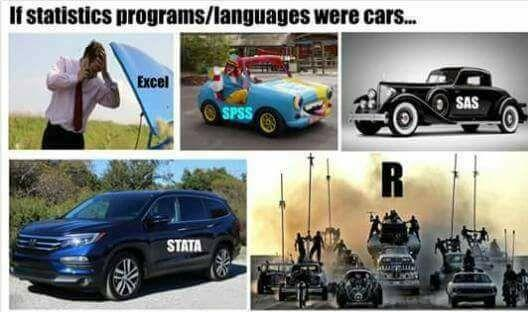 If statistics programs/languages were cars...
Excel
SPSS
SAS
STATA
R